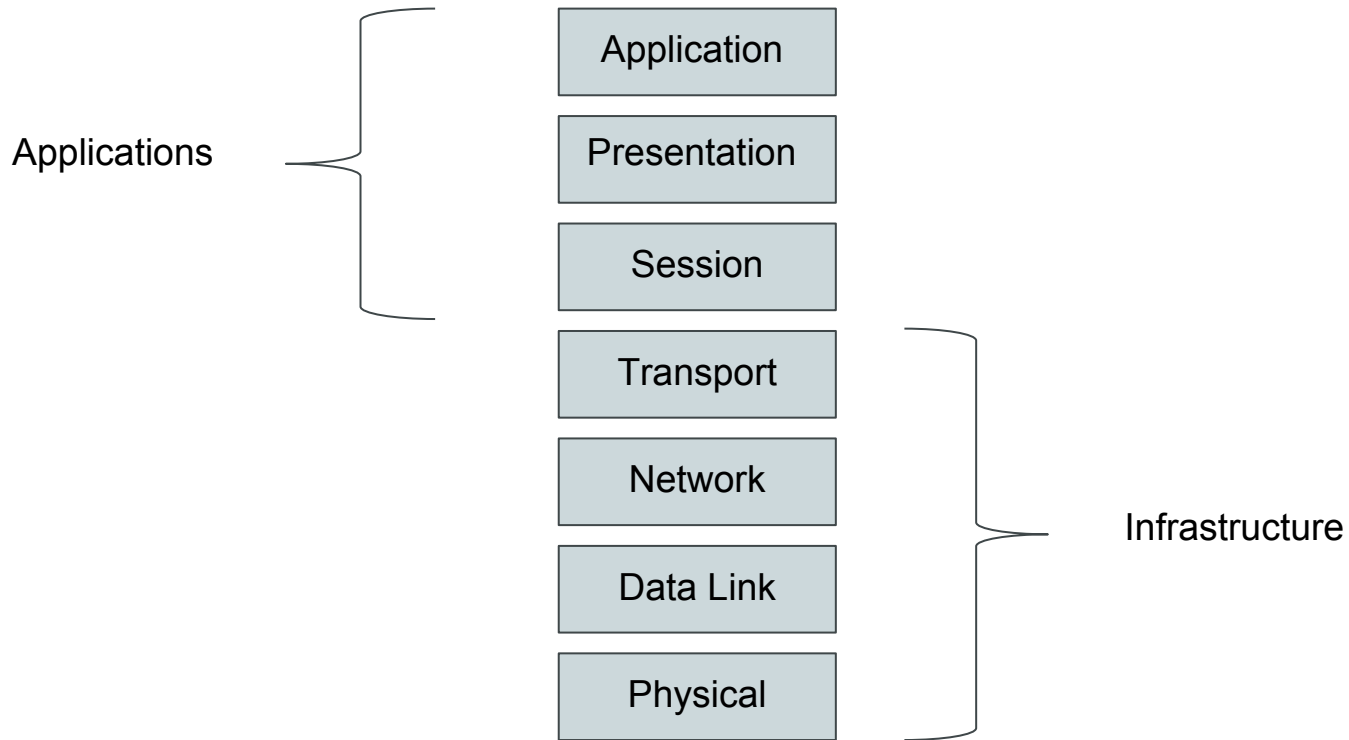 Application
Applications
Presentation
Session
Transport
Network
Infrastructure
Data Link
Physical